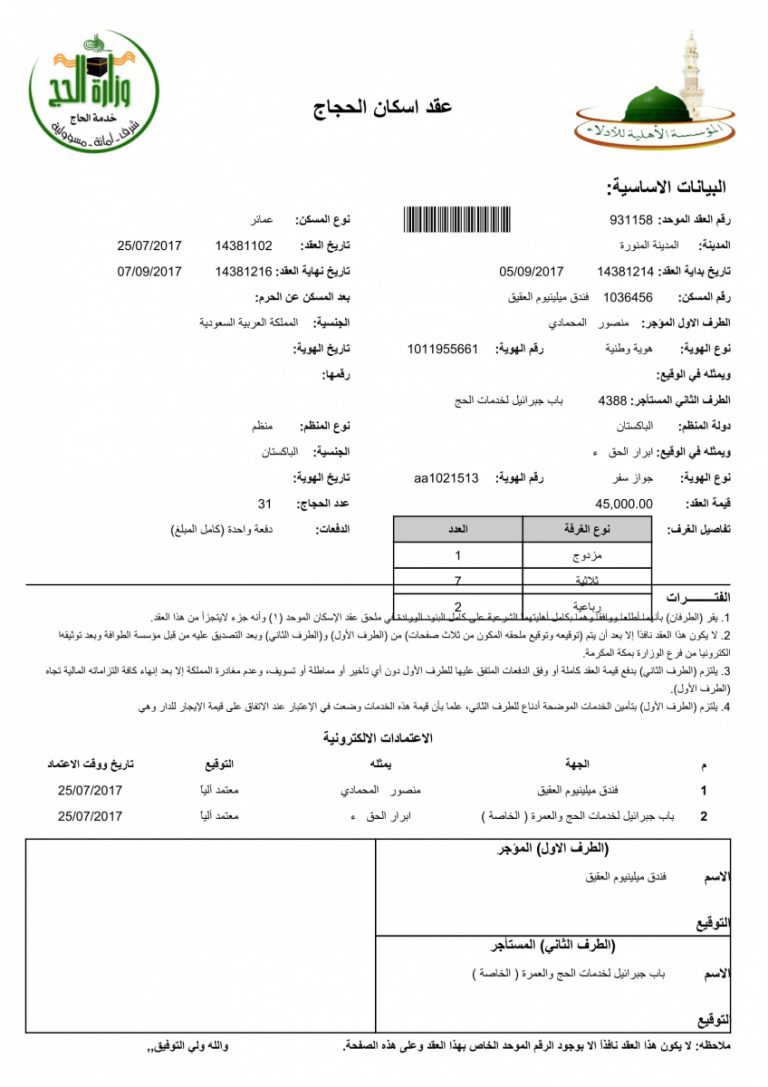 وزارة الحج
خدمة الحاج
شرف - أمانة - مسؤولية
عقد اسكان الحجاج
المؤسسة الأهلية للأدلاء
البيانات الاساسية:
رقم العقد الموحد: 931158 نوع المسكن: عمائر
المدينة: المدينة المنورة تاريخ العقد: 14381102 25/07/2017
تاريخ بداية العقد: 14381214 05/09/2017 تاريخ نهاية العقد: 14381216 07/09/2017
رقم المسكن: 1036456 فندق ميلينيوم العقيق بعد المسكن عن الحرم:
الطرف الاول المؤجر: منصور المحمادي الجنسية: المملكة العربية السعودية
نوع الهوية: هوية وطنية رقم الهوية: 1011955661 تاريخ الهوية:
ويمثله في الوقيع: رقمها:
الطرف الثاني المستأجر: 4388 باب جبرائيل لخدمات الحج
دولة المنظم: الباكستان نوع المنظم: منظم
ويمثله في الوقيع: ابرار الحق ء الجنسية: الباكستان
نوع الهوية: جواز سفر رقم الهوية: aa1021513 تاريخ الهوية:
قيمة العقد: 45,000.00 عدد الحجاج: 31
تفاصيل الغرف: نوع الغرفة العدد الدفعات: دفعة واحدة (كامل المبلغ)
مزدوج 1
ثلاثية 7
رباعية 2
الفتـــــــرات
1. يقر (الطرفان) بأنهما أطلعا ووافقا وهما بكامل أهليتهما الشرعية على كامل البنود الواردة في ملحق عقد الإسكان الموحد (١) وأنه جزء لايتجزأ من هذا العقد.
2. لا يكون هذا العقد نافذًا إلا بعد أن يتم (توقيعه وتوقيع ملحقه المكون من ثلاث صفحات) من (الطرف الأول) و(الطرف الثاني) وبعد التصديق عليه من قبل مؤسسة الطوافة وبعد توثيقه!
الكترونيا من فرع الوزارة بمكة المكرمة.
3. يلتزم (الطرف الثاني) بدفع قيمة العقد كاملة أو وفق الدفعات المتفق عليها للطرف الأول دون أي تأخير أو مماطلة أو تسويف، وعدم مغادرة المملكة إلا بعد إنهاء كافة التزاماته المالية تجاه
(الطرف الأول).
4. يلتزم (الطرف الأول) بتأمين الخدمات الموضحة أدناع للطرف الثاني، علما بأن قيمة هذه الخدمات وضعت في الإعتبار عند الاتفاق على قيمة الإيجار للدار وهي
الاعتمادات الالكترونية
م الجهة يمثله التوقيع تاريخ ووقت الاعتماد
1 فندق ميلينيوم العقيق منصور المحمادي معتمد آلياً 25/07/2017
2 باب جبرائيل لخدمات الحج والعمرة ( الخاصة ) ابرار الحق ء معتمد آلياً 25/07/2017
(الطرف الاول) المؤجر
الاسم فندق ميلينيوم العقيق
التوقيع
(الطرف الثاني) المستأجر
الاسم باب جبرائيل لخدمات الحج والعمرة ( الخاصة )
التوقيع
ملاحظه: لا يكون هذا العقد نافذاً الا بوجود الرقم الموحد الخاص بهذا العقد وعلى هذه الصفحة. والله ولي التوفيق,,